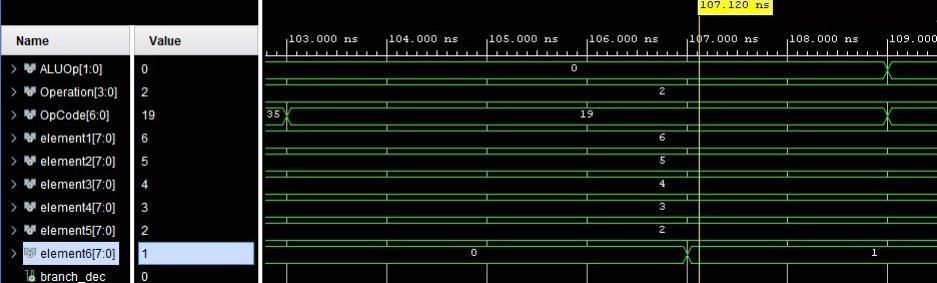 107.120 ns
Name Value 103.000 ns 104.000 ns 105.000 ns 106.000 ns 107.000 ns 108.000 ns 109.000
ALUOp[1:0] 0 0
Operation[3:0] 2 2
OpCode[6:0] 19 35 19
element1[7:0] 6 6
element2[7:0] 5 5
element3[7:0] 4 4
element4[7:0] 3 3
element5[7:0] 2 2
element6[7:0] 1 0 1
branch_dec 0